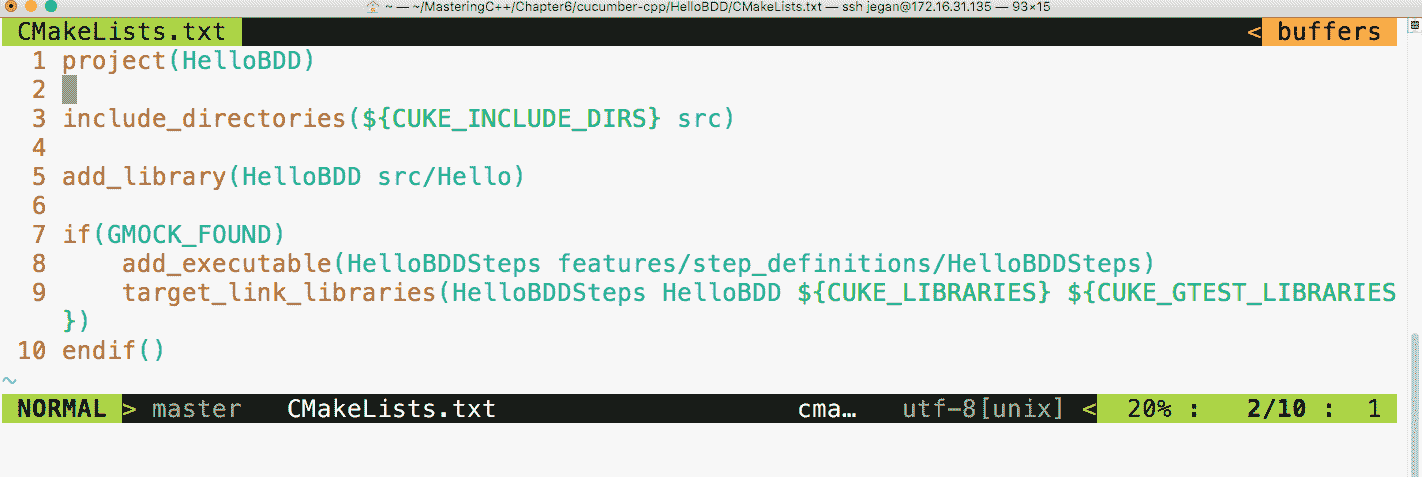 ~ — ~/MasteringC++/Chapter6/cucumber-cpp/HelloBDD/CMakeLists.txt — ssh jegan@172.16.31.135 — 93×15
CMakeLists.txt < buffers
1 project(HelloBDD)
2
3 include_directories(${CUKE_INCLUDE_DIRS} src)
4
5 add_library(HelloBDD src/Hello)
6
7 if(GMOCK_FOUND)
8     add_executable(HelloBDDSteps features/step_definitions/HelloBDDSteps)
9     target_link_libraries(HelloBDDSteps HelloBDD ${CUKE_LIBRARIES} ${CUKE_GTEST_LIBRARIES
})
10 endif()
~
NORMAL > master CMakeLists.txt cma… utf-8[unix] < 20% : 2/10 : 1